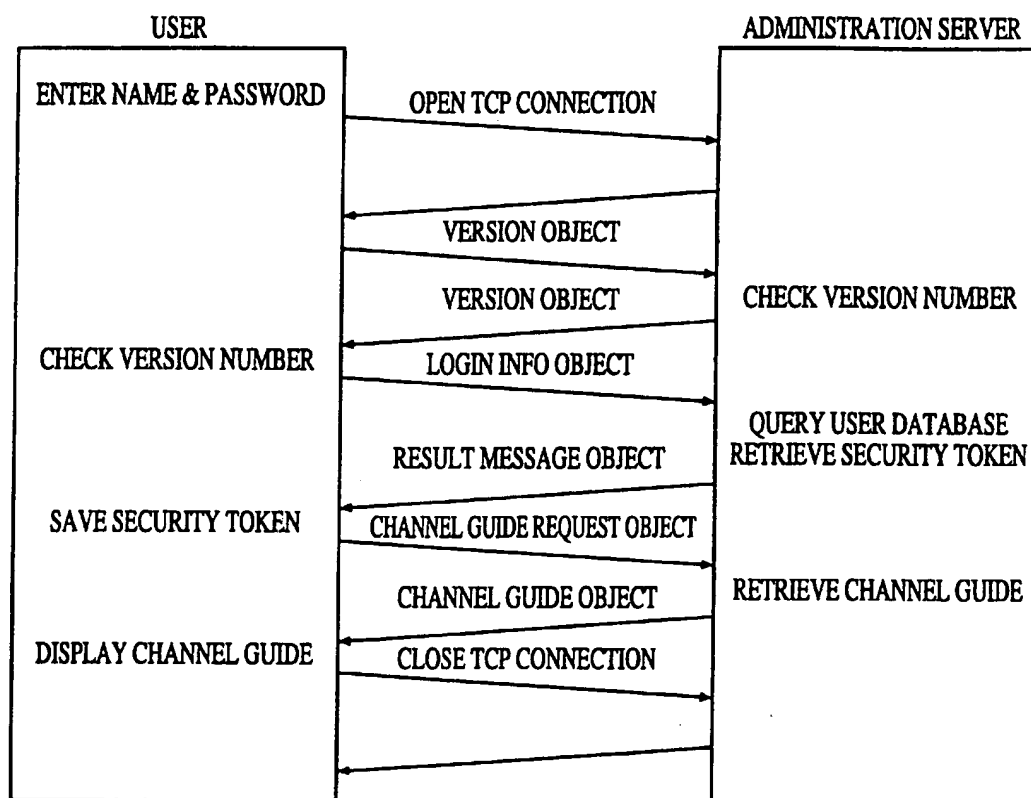 USER
ADMINISTRATION SERVER
ENTER NAME & PASSWORD
OPEN TCP CONNECTION
VERSION OBJECT
VERSION OBJECT
CHECK VERSION NUMBER
CHECK VERSION NUMBER
LOGIN INFO OBJECT
QUERY USER DATABASE
RETRIEVE SECURITY TOKEN
RESULT MESSAGE OBJECT
SAVE SECURITY TOKEN
CHANNEL GUIDE REQUEST OBJECT
RETRIEVE CHANNEL GUIDE
CHANNEL GUIDE OBJECT
DISPLAY CHANNEL GUIDE
CLOSE TCP CONNECTION